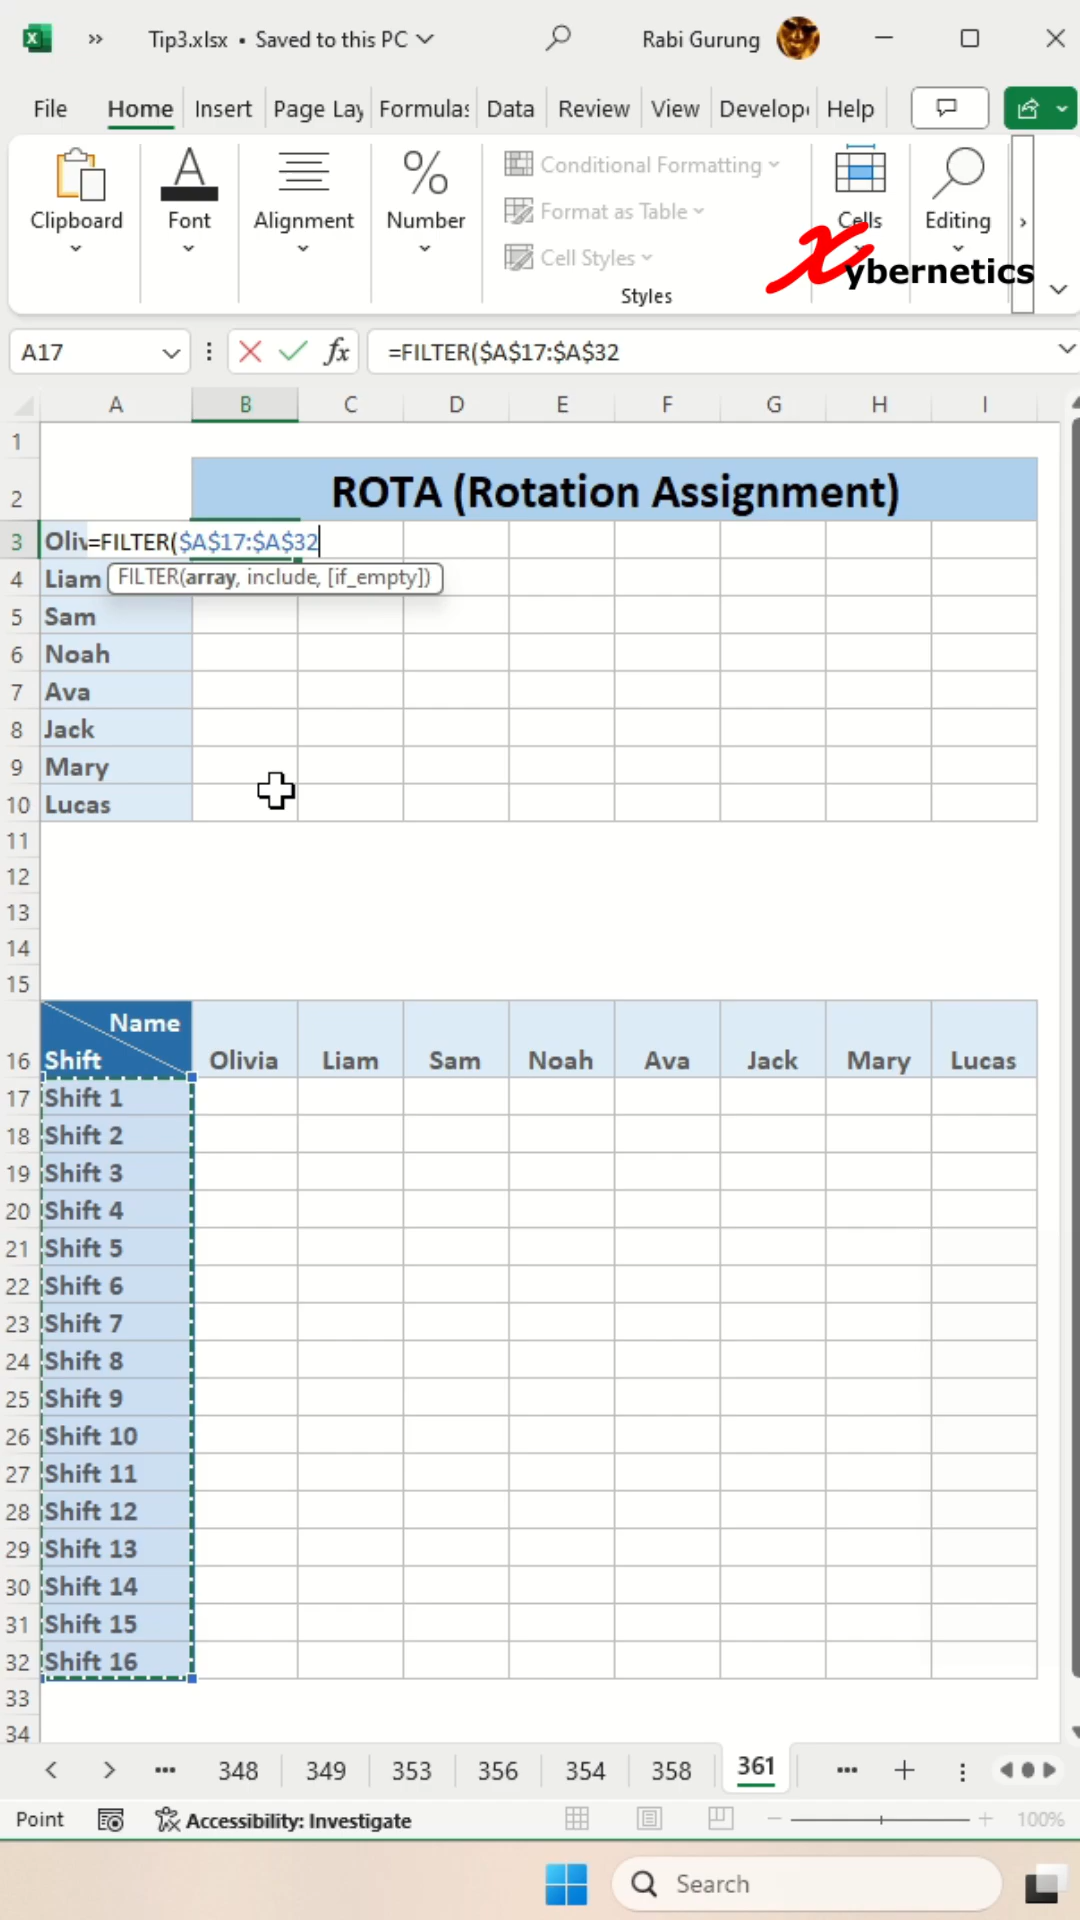 Tip3.xlsx • Saved to this PC
Rabi Gurung
File Home Insert Page Lay Formulas Data Review View Develop Help
Clipboard
Font
Alignment
%
Number
Conditional Formatting
Format as Table
Cell Styles
Styles
Cells
Editing
Xybernetics
A17
fx
=FILTER($A$17:$A$32
A B C D E F G H I
1
2 ROTA (Rotation Assignment)
3 Oliv=FILTER($A$17:$A$32
FILTER(array, include, [if_empty])
4 Liam
5 Sam
6 Noah
7 Ava
8 Jack
9 Mary
10 Lucas
11
12
13
14
15
Name
16 Shift Olivia Liam Sam Noah Ava Jack Mary Lucas
17 Shift 1
18 Shift 2
19 Shift 3
20 Shift 4
21 Shift 5
22 Shift 6
23 Shift 7
24 Shift 8
25 Shift 9
26 Shift 10
27 Shift 11
28 Shift 12
29 Shift 13
30 Shift 14
31 Shift 15
32 Shift 16
33
34
348 349 353 356 354 358 361
Point
Accessibility: Investigate
100%
Search